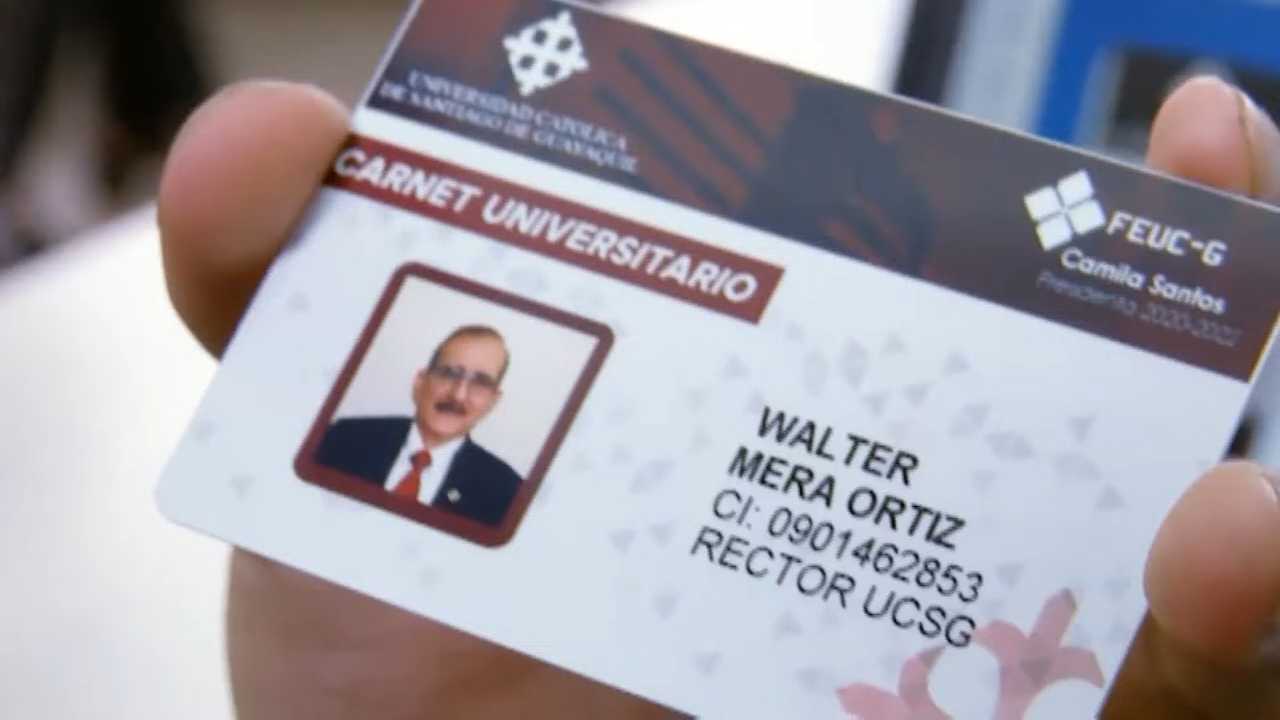 UNIVERSIDAD CATOLICA
DE SANTIAGO DE GUAYAQUIL
CARNET UNIVERSITARIO
FEUC-G
Camila Santos
Presidenta 2020-2022
WALTER
MERA ORTIZ
CI: 0901462853
RECTOR UCSG